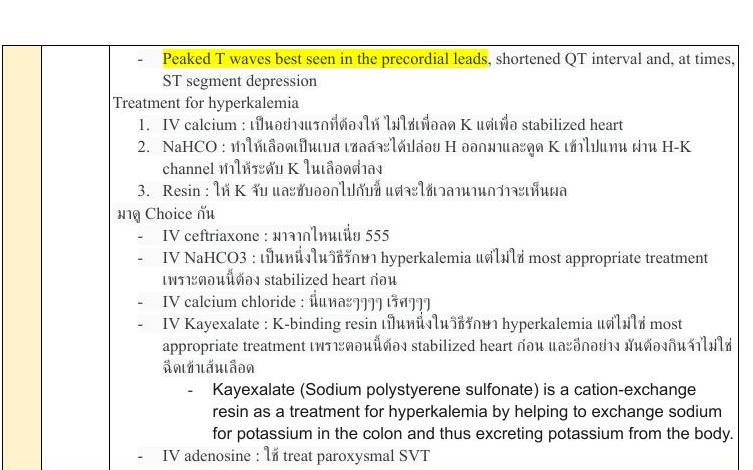 - Peaked T waves best seen in the precordial leads, shortened QT interval and, at times,
ST segment depression
Treatment for hyperkalemia
1. IV calcium : เป็นอย่างแรกที่ต้องให้ ไม่ใช่เพื่อลด K แต่เพื่อ stabilized heart
2. NaHCO : ทำให้เลือดเป็นเบส เซลล์จะได้ปล่อย H ออกมาและดูด K เข้าไปแทน ผ่าน H-K
channel ทำให้ระดับ K ในเลือดต่ำลง
3. Resin : ให้ K จับ และขับออกไปกับขี้ แต่จะใช้เวลานานกว่าจะเห็นผล
มาดู Choice กัน
- IV ceftriaxone : มาจากไหนเนี่ย 555
- IV NaHCO3 : เป็นหนึ่งในวิธีรักษา hyperkalemia แต่ไม่ใช่ most appropriate treatment
เพราะตอนนี้ต้อง stabilized heart ก่อน
- IV calcium chloride : นี่แหละๆๆๆๆ เริศๆๆๆ
- IV Kayexalate : K-binding resin เป็นหนึ่งในวิธีรักษา hyperkalemia แต่ไม่ใช่ most
appropriate treatment เพราะตอนนี้ต้อง stabilized heart ก่อน และอีกอย่าง มันต้องกินจ้าไม่ใช่
ฉีดเข้าเส้นเลือด
- Kayexalate (Sodium polystyerene sulfonate) is a cation-exchange
resin as a treatment for hyperkalemia by helping to exchange sodium
for potassium in the colon and thus excreting potassium from the body.
- IV adenosine : ใช้ treat paroxysmal SVT